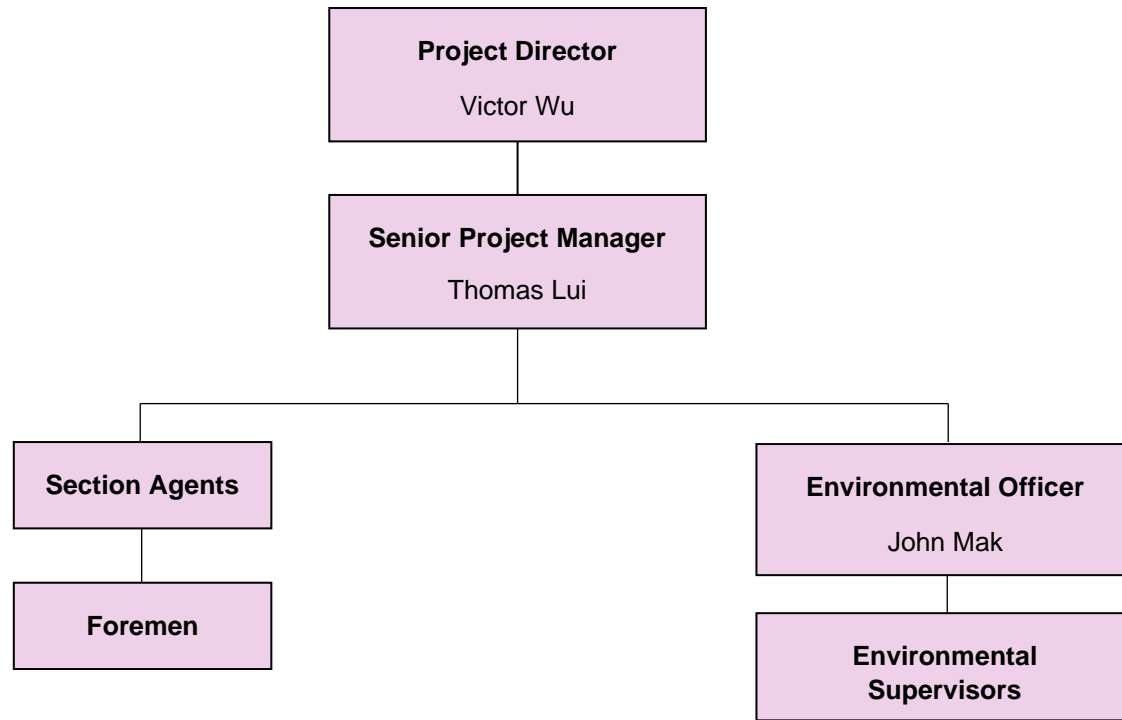 Project Director
Victor Wu
Senior Project Manager
Thomas Lui
Section Agents
Foremen
Environmental Officer
John Mak
Environmental
Supervisors